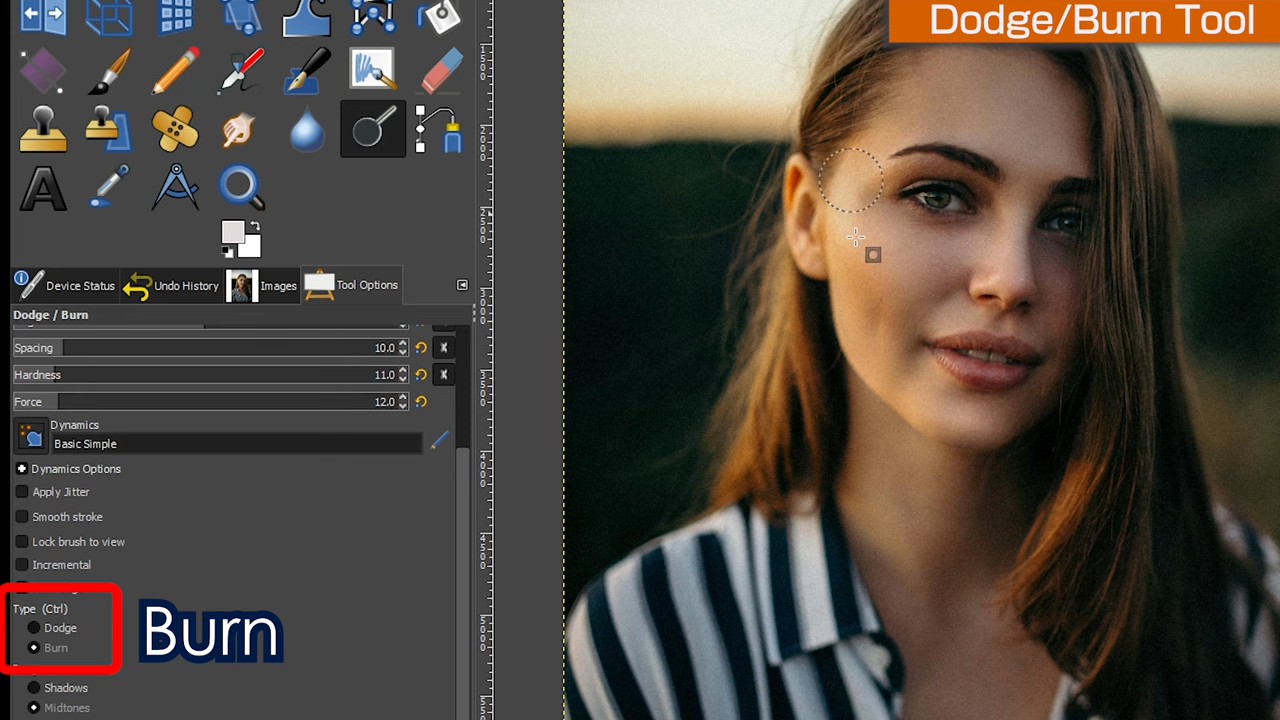 Dodge/Burn Tool
Device Status
Undo History
Images
Tool Options
Dodge / Burn
Spacing 10.0
Hardness 11.0
Force 12.0
Dynamics
Basic Simple
Dynamics Options
Apply Jitter
Smooth stroke
Lock brush to view
Incremental
Type (Ctrl)
Dodge
Burn
Burn
Shadows
Midtones